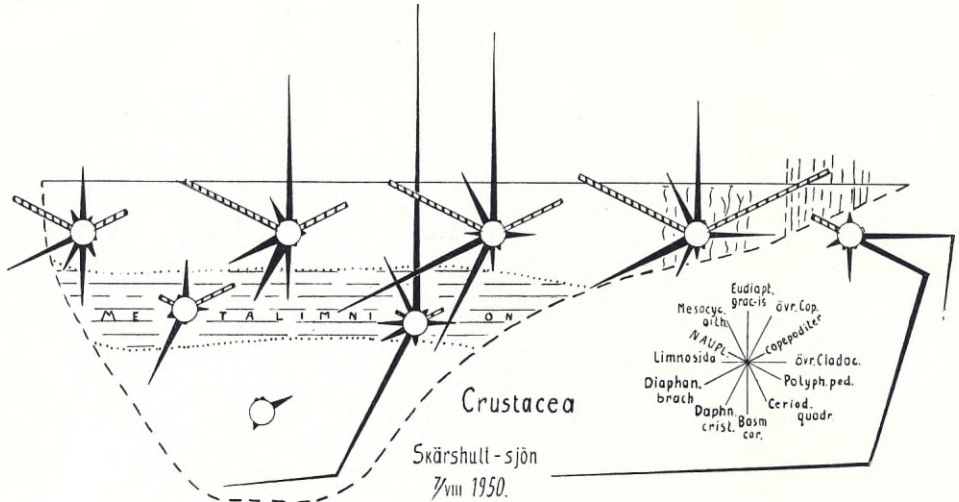 METALIMNION
Crustacea
Skärshult-sjön
7/VIII 1950.
Eudiapt.
grac-is
Mesocyc.
oith.
övr. Cop.
NAUPL.
copepoditer
Limnosida
övr. Cladoc.
Diaphan.
brach
Polyph. ped.
Daphn.
crist.
Bosm
cor.
Ceriod.
quadr.